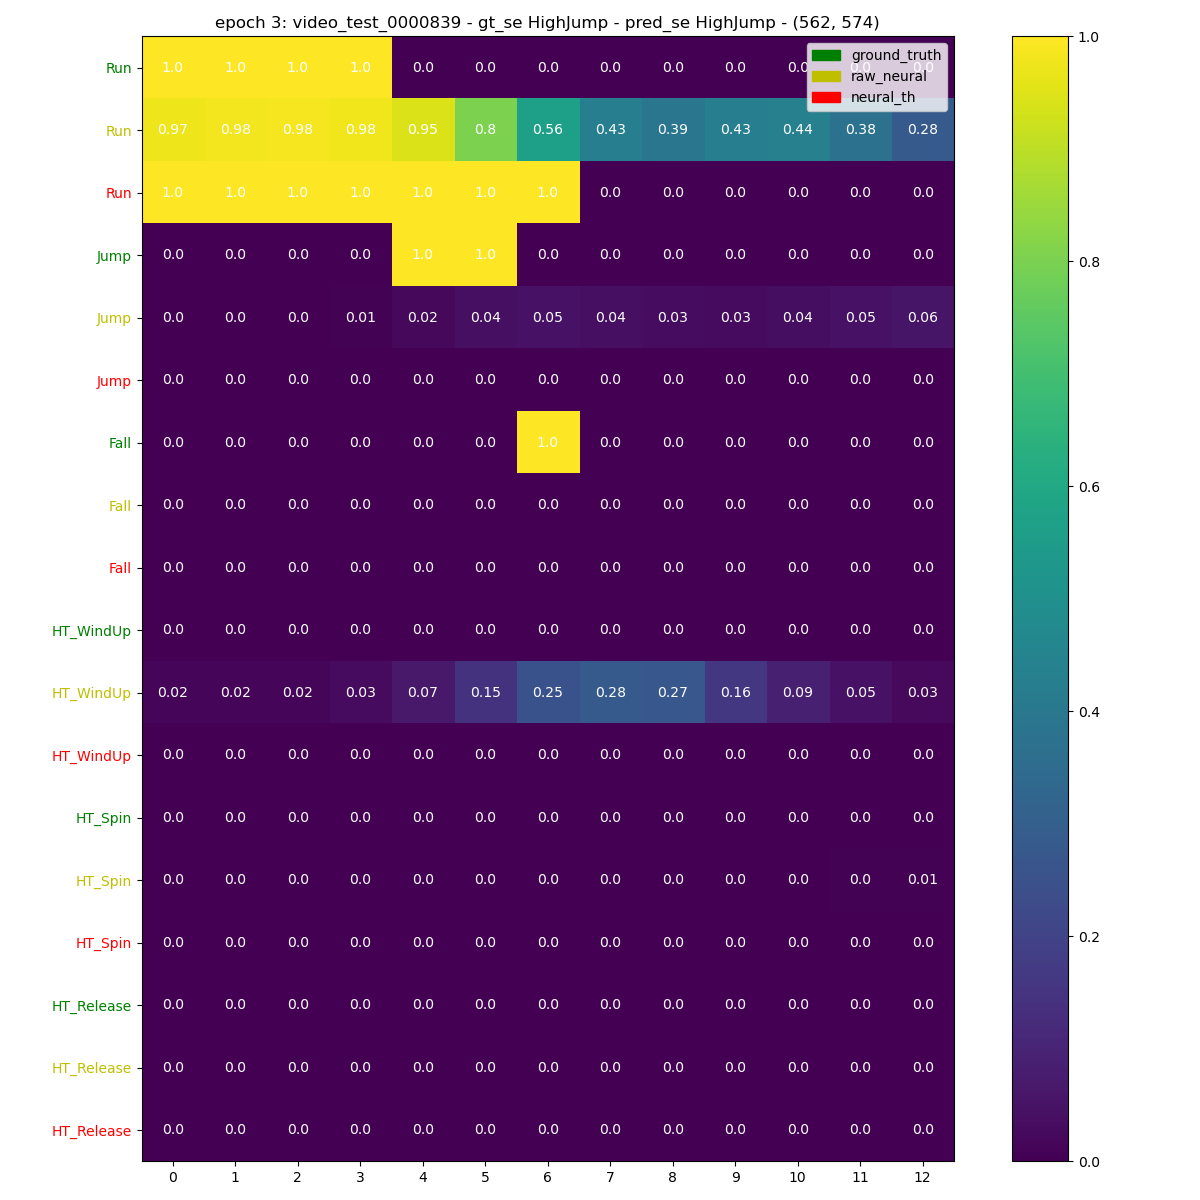 epoch 3: video_test_0000839 - gt_se HighJump - pred_se HighJump - (562, 574)
ground_truth
raw_neural
neural_th
Run 1.0 1.0 1.0 1.0 0.0 0.0 0.0 0.0 0.0 0.0 0.0 0.0 0.0
Run 0.97 0.98 0.98 0.98 0.95 0.8 0.56 0.43 0.39 0.43 0.44 0.38 0.28
Run 1.0 1.0 1.0 1.0 1.0 1.0 1.0 0.0 0.0 0.0 0.0 0.0 0.0
Jump 0.0 0.0 0.0 0.0 1.0 1.0 0.0 0.0 0.0 0.0 0.0 0.0 0.0
Jump 0.0 0.0 0.0 0.01 0.02 0.04 0.05 0.04 0.03 0.03 0.04 0.05 0.06
Jump 0.0 0.0 0.0 0.0 0.0 0.0 0.0 0.0 0.0 0.0 0.0 0.0 0.0
Fall 0.0 0.0 0.0 0.0 0.0 0.0 1.0 0.0 0.0 0.0 0.0 0.0 0.0
Fall 0.0 0.0 0.0 0.0 0.0 0.0 0.0 0.0 0.0 0.0 0.0 0.0 0.0
Fall 0.0 0.0 0.0 0.0 0.0 0.0 0.0 0.0 0.0 0.0 0.0 0.0 0.0
HT_WindUp 0.0 0.0 0.0 0.0 0.0 0.0 0.0 0.0 0.0 0.0 0.0 0.0 0.0
HT_WindUp 0.02 0.02 0.02 0.03 0.07 0.15 0.25 0.28 0.27 0.16 0.09 0.05 0.03
HT_WindUp 0.0 0.0 0.0 0.0 0.0 0.0 0.0 0.0 0.0 0.0 0.0 0.0 0.0
HT_Spin 0.0 0.0 0.0 0.0 0.0 0.0 0.0 0.0 0.0 0.0 0.0 0.0 0.0
HT_Spin 0.0 0.0 0.0 0.0 0.0 0.0 0.0 0.0 0.0 0.0 0.0 0.0 0.01
HT_Spin 0.0 0.0 0.0 0.0 0.0 0.0 0.0 0.0 0.0 0.0 0.0 0.0 0.0
HT_Release 0.0 0.0 0.0 0.0 0.0 0.0 0.0 0.0 0.0 0.0 0.0 0.0 0.0
HT_Release 0.0 0.0 0.0 0.0 0.0 0.0 0.0 0.0 0.0 0.0 0.0 0.0 0.0
HT_Release 0.0 0.0 0.0 0.0 0.0 0.0 0.0 0.0 0.0 0.0 0.0 0.0 0.0
0 1 2 3 4 5 6 7 8 9 10 11 12
1.0
0.8
0.6
0.4
0.2
0.0